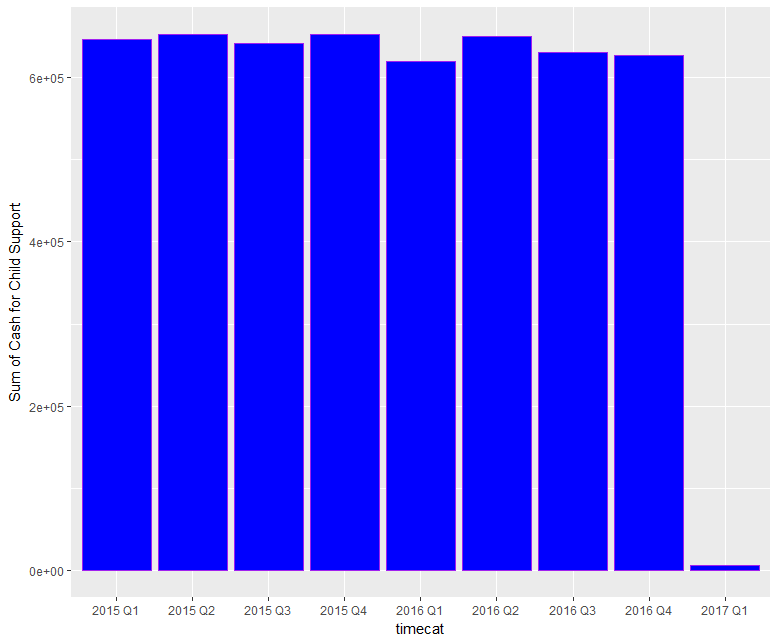 Sum of Cash for Child Support
6e+05
4e+05
2e+05
0e+00
2015 Q1 2015 Q2 2015 Q3 2015 Q4 2016 Q1 2016 Q2 2016 Q3 2016 Q4 2017 Q1
timecat